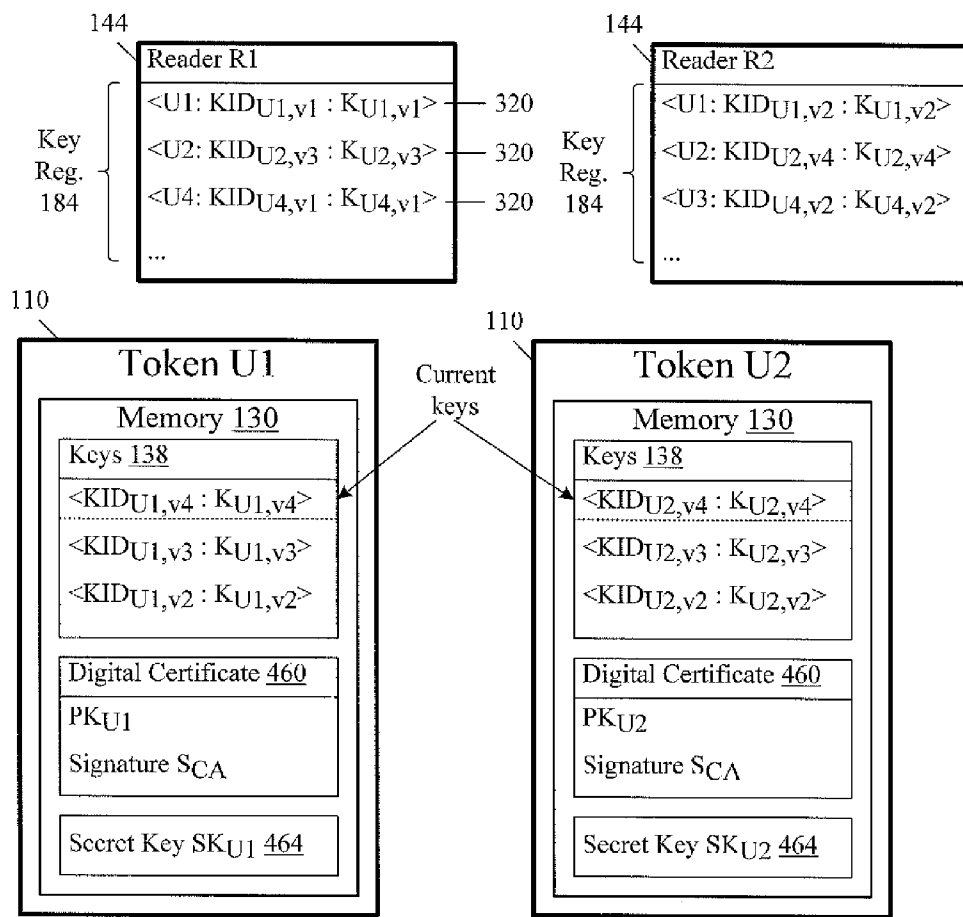 144
Reader R1
<U1: KIDU1,v1 : KU1,v1> 320
<U2: KIDU2,v3 : KU2,v3> 320
<U4: KIDU4,v1 : KU4,v1> 320
...
Key
Reg.
184
144
Reader R2
<U1: KIDU1,v2 : KU1,v2>
<U2: KIDU2,v4 : KU2,v4>
<U3: KIDU4,v2 : KU4,v2>
...
Key
Reg.
184
110
Token U1
Memory 130
Keys 138
<KIDU1,v4 : KU1,v4>
<KIDU1,v3 : KU1,v3>
<KIDU1,v2 : KU1,v2>
Digital Certificate 460
PKU1
Signature SCA
Secret Key SKU1 464
Current
keys
110
Token U2
Memory 130
Keys 138
<KIDU2,v4 : KU2,v4>
<KIDU2,v3 : KU2,v3>
<KIDU2,v2 : KU2,v2>
Digital Certificate 460
PKU2
Signature SCA
Secret Key SKU2 464